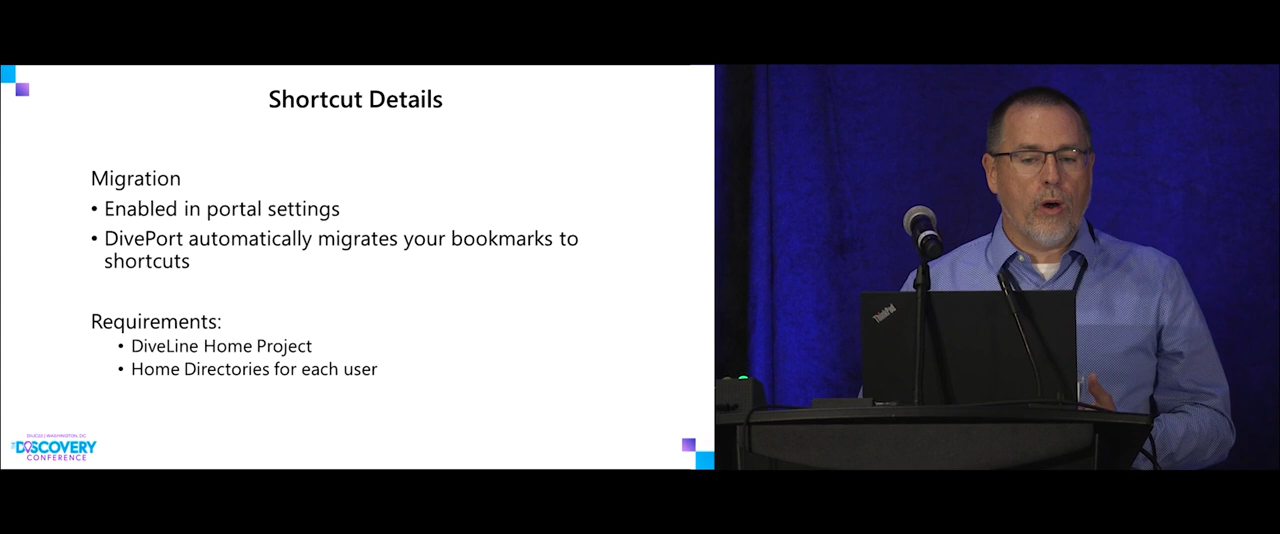 Shortcut Details
Migration
• Enabled in portal settings
• DivePort automatically migrates your bookmarks to
shortcuts
Requirements:
• DiveLine Home Project
• Home Directories for each user
DISCOVERY
CONFERENCE
ThinkPad